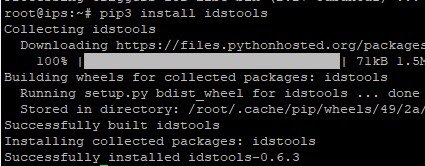 root@ips:~# pip3 install idstools
Collecting idstools
Downloading https://files.pythonhosted.org/packages
100% || 71kB 1.5M
Building wheels for collected packages: idstools
Running setup.py bdist_wheel for idstools ... done
Stored in directory: /root/.cache/pip/wheels/49/2a/
Successfully built idstools
Installing collected packages: idstools
Successfully installed idstools-0.6.3